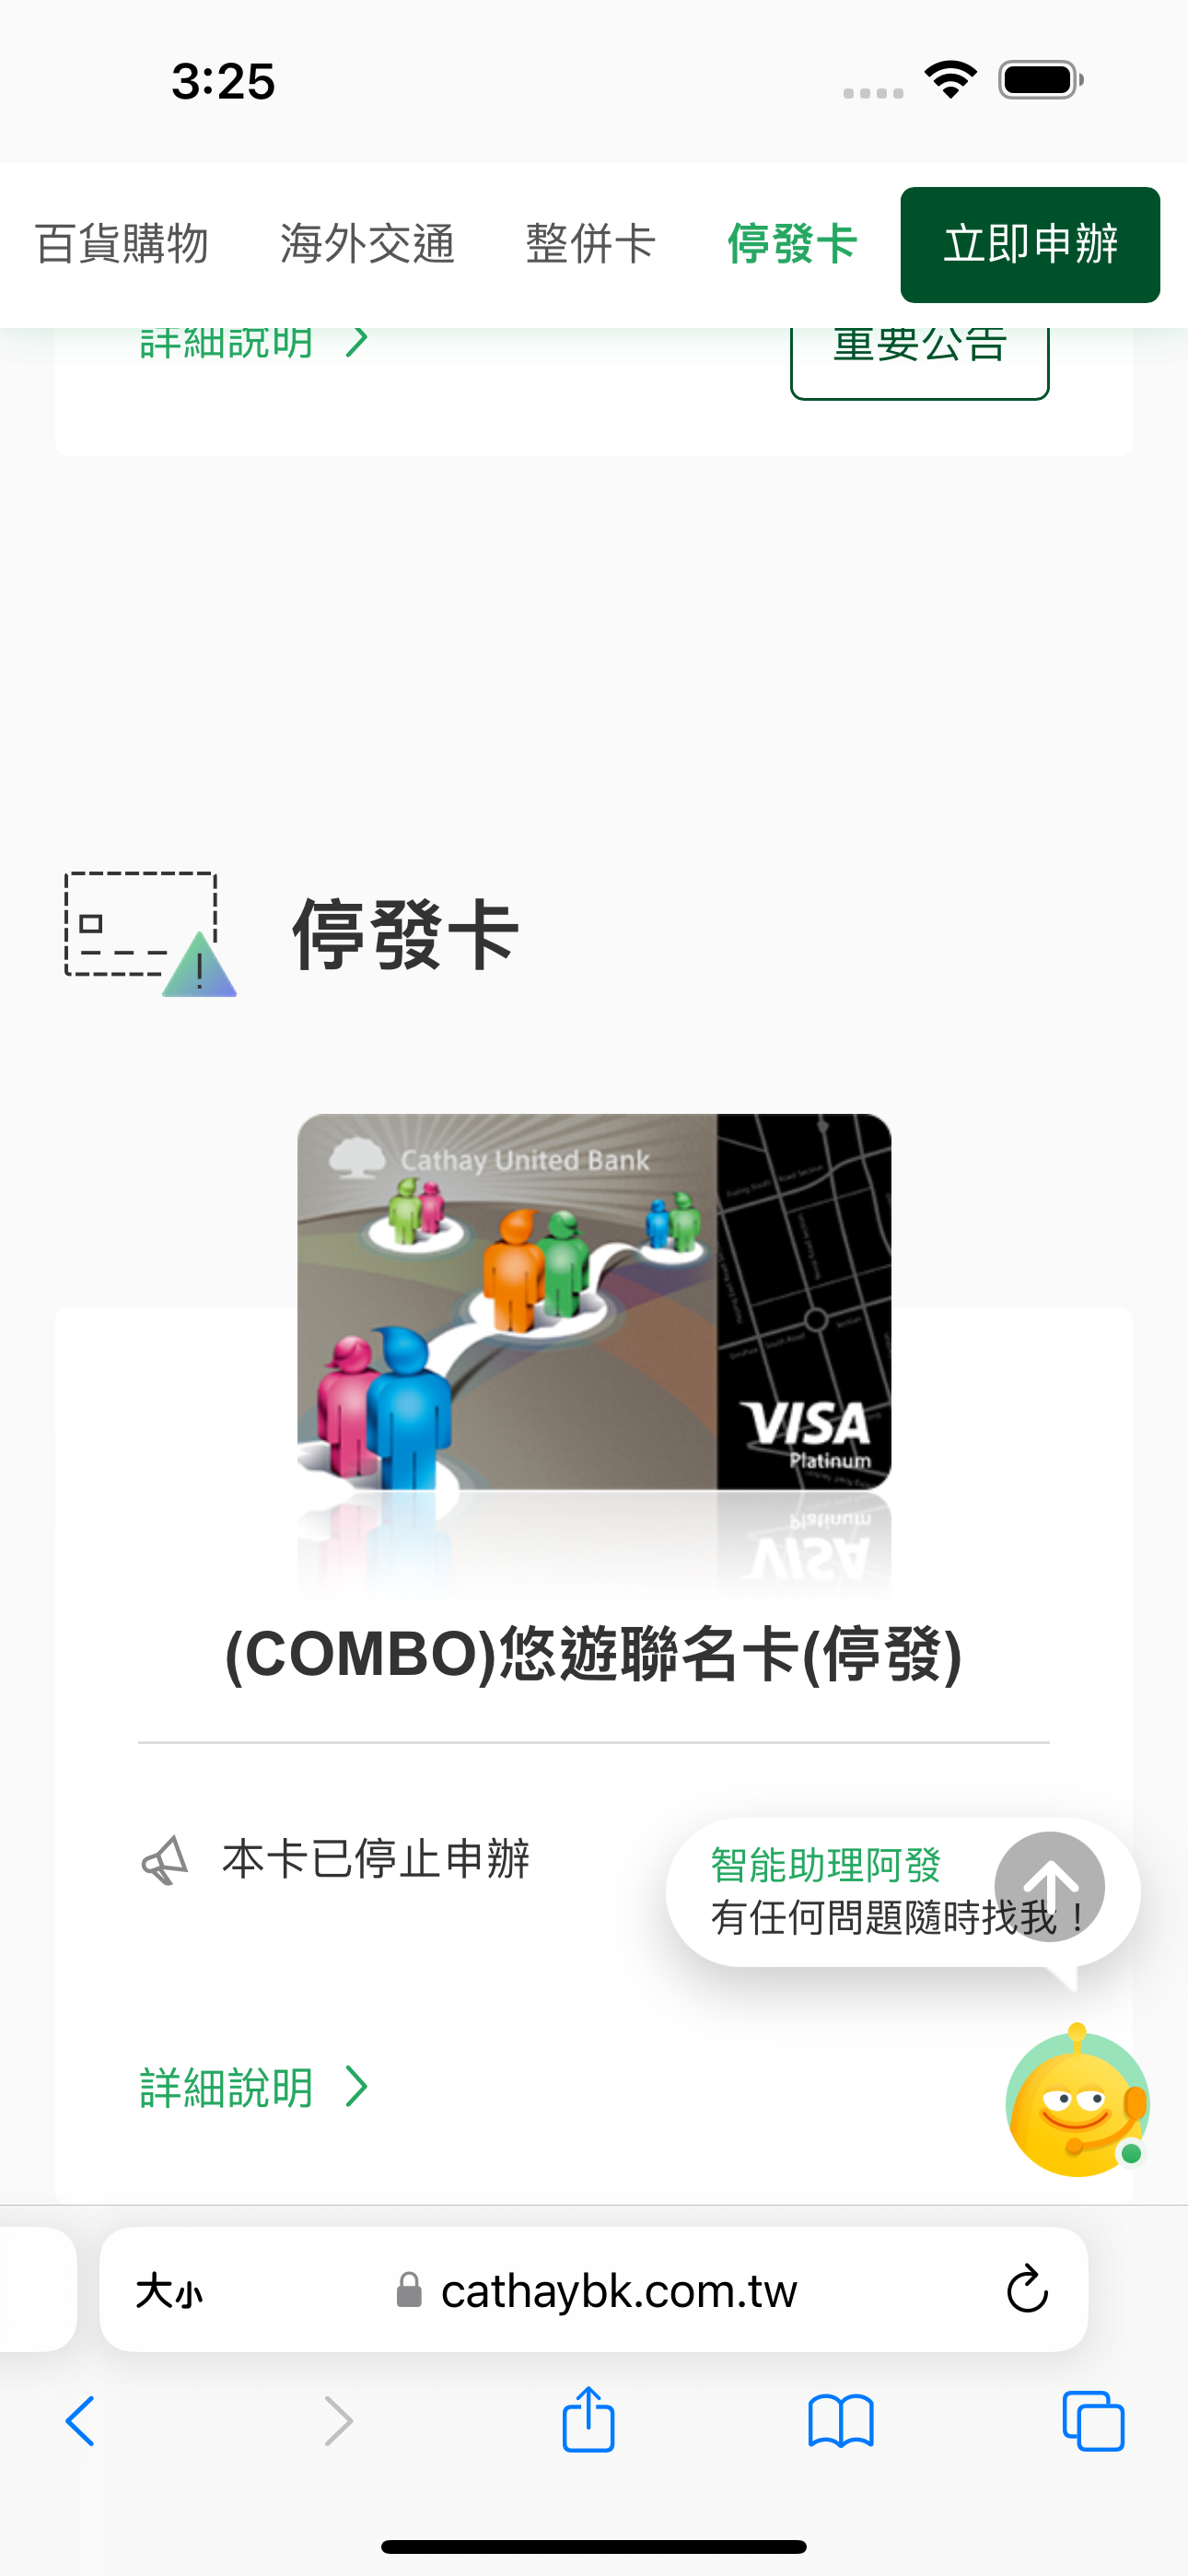 3:25
百貨購物 海外交通 整併卡 停發卡 立即申辦
詳細說明 重要公告
停發卡
Cathay United Bank
VISA
Platinum
(COMBO)悠遊聯名卡(停發)
本卡已停止申辦
智能助理阿發
有任何問題隨時找我！
詳細說明
大小 cathaybk.com.tw